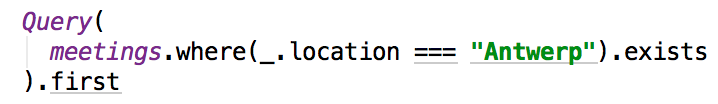 Query(
meetings.where(_.location === "Antwerp").exists
).first